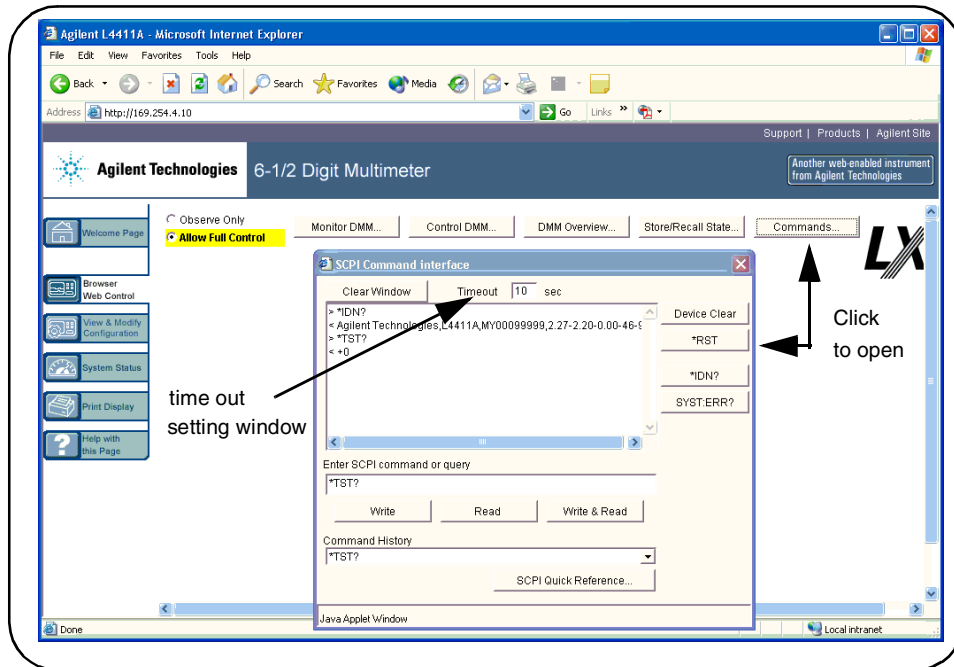 Agilent L4411A - Microsoft Internet Explorer
File Edit View Favorites Tools Help
Back Search Favorites Media
Address http://169.254.4.10 Go Links »
Support | Products | Agilent Site
Agilent Technologies 6-1/2 Digit Multimeter
Another web-enabled instrument
from Agilent Technologies
Welcome Page
Browser
Web Control
View & Modify
Configuration
System Status
Print Display
Help with
this Page
Observe Only
Allow Full Control
Monitor DMM... Control DMM... DMM Overview... Store/Recall State... Commands...
LX
SCPI Command interface
Clear Window Timeout 10 sec
> *IDN?
< Agilent Technologies,L4411A,MY00099999,2.27-2.20-0.00-46-9
> *TST?
< +0
Device Clear
*RST
*IDN?
SYST:ERR?
Click
to open
time out
setting window
Enter SCPI command or query
*TST?
Write Read Write & Read
Command History
*TST?
SCPI Quick Reference...
Java Applet Window
Done Local intranet